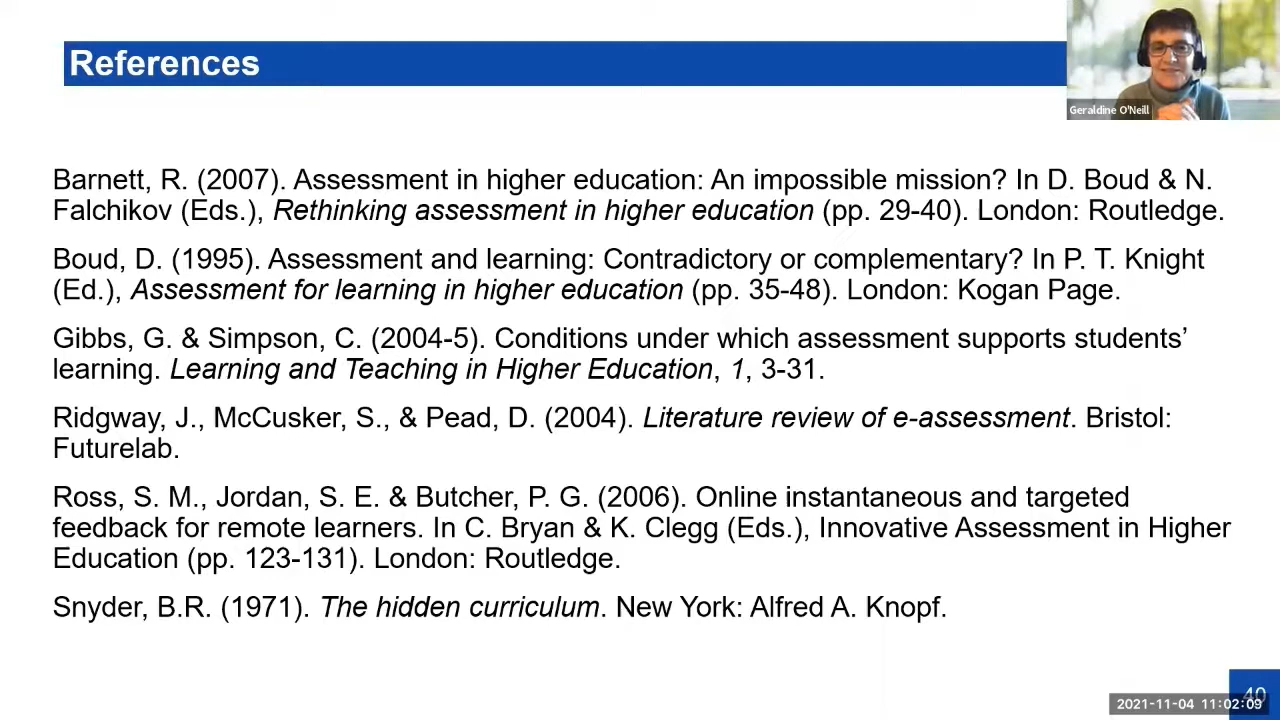 References
Geraldine O'Neill
Barnett, R. (2007). Assessment in higher education: An impossible mission? In D. Boud & N.
Falchikov (Eds.), Rethinking assessment in higher education (pp. 29-40). London: Routledge.
Boud, D. (1995). Assessment and learning: Contradictory or complementary? In P. T. Knight
(Ed.), Assessment for learning in higher education (pp. 35-48). London: Kogan Page.
Gibbs, G. & Simpson, C. (2004-5). Conditions under which assessment supports students’
learning. Learning and Teaching in Higher Education, 1, 3-31.
Ridgway, J., McCusker, S., & Pead, D. (2004). Literature review of e-assessment. Bristol:
Futurelab.
Ross, S. M., Jordan, S. E. & Butcher, P. G. (2006). Online instantaneous and targeted
feedback for remote learners. In C. Bryan & K. Clegg (Eds.), Innovative Assessment in Higher
Education (pp. 123-131). London: Routledge.
Snyder, B.R. (1971). The hidden curriculum. New York: Alfred A. Knopf.
40
2021-11-04 11:02:09